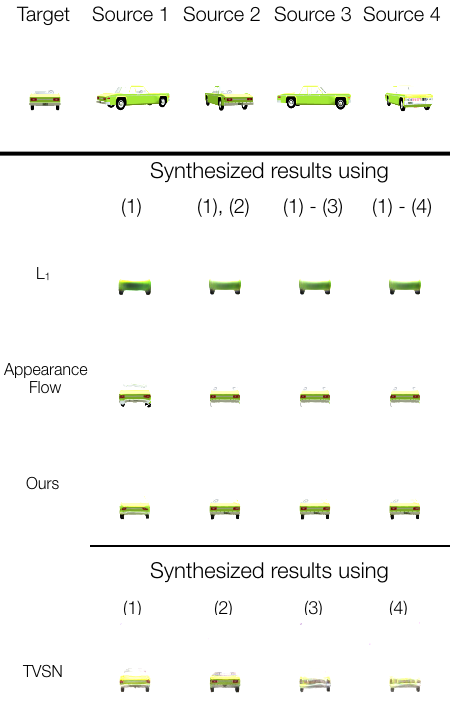 Target Source 1 Source 2 Source 3 Source 4
Synthesized results using
(1) (1), (2) (1) - (3) (1) - (4)
L₁
Appearance
Flow
Ours
Synthesized results using
(1) (2) (3) (4)
TVSN